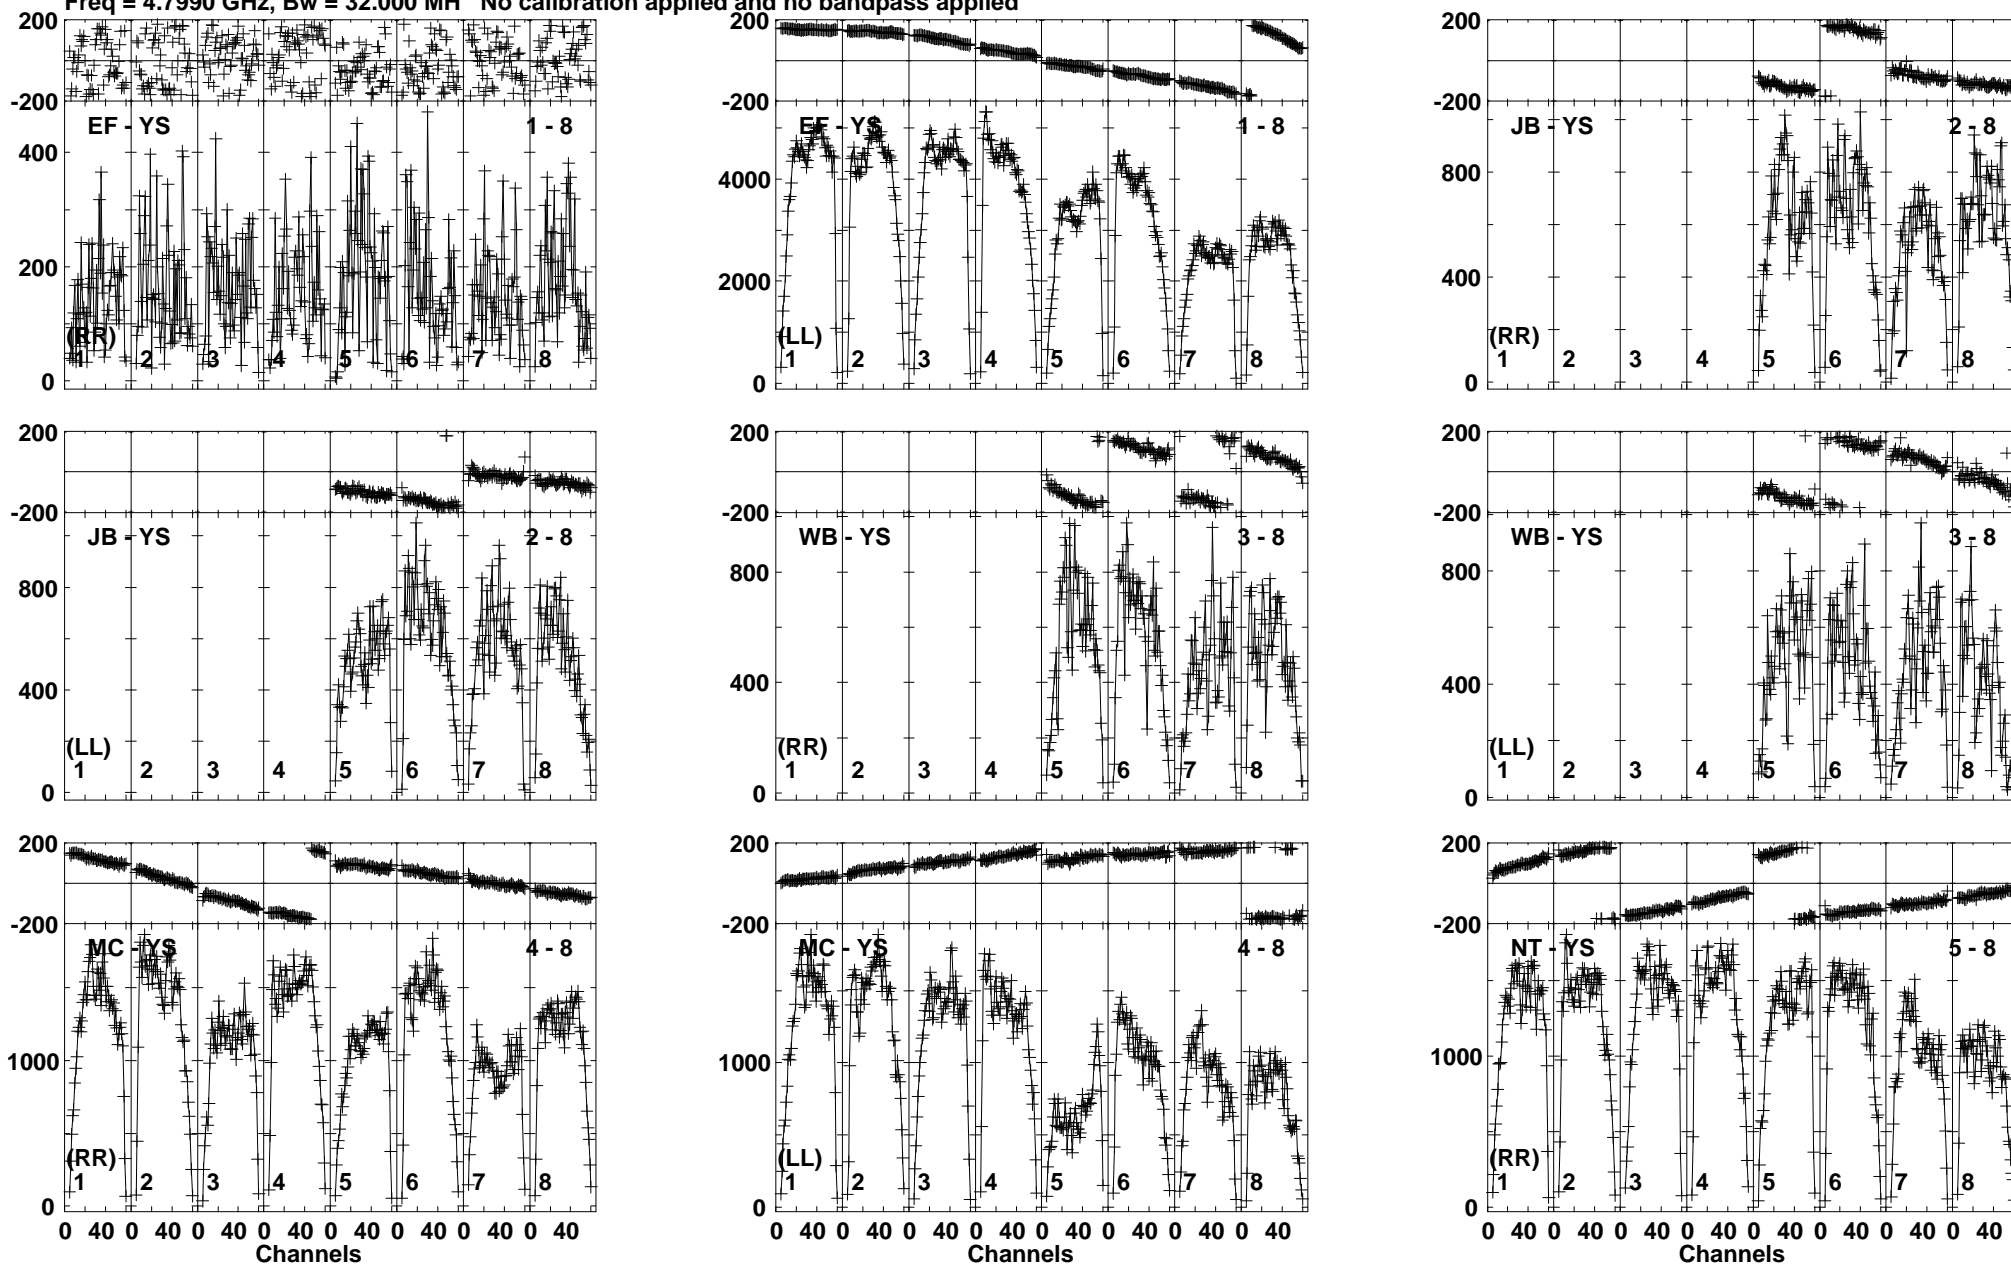 Freq = 4.7990 GHz, Bw = 32.000 MH No calibration applied and no bandpass applied
200
-200
EF - YS 1 - 8
400
200
0
(RR)
1 2 3 4 5 6 7 8
EF - YS 1 - 8
4000
2000
0
(LL)
1 2 3 4 5 6 7 8
200
-200
JB - YS 2 - 8
800
400
0
(RR)
1 2 3 4 5 6 7 8
200
-200
JB - YS 2 - 8
800
400
0
(LL)
1 2 3 4 5 6 7 8
200
-200
WB - YS 3 - 8
800
400
0
(RR)
1 2 3 4 5 6 7 8
200
-200
WB - YS 3 - 8
800
400
0
(LL)
1 2 3 4 5 6 7 8
200
-200
MC - YS 4 - 8
1000
0
(RR)
1 2 3 4 5 6 7 8
0 40 0 40 0 40 0 40 0 40 0 40 0 40 0 40
Channels
200
-200
MC - YS 4 - 8
1000
0
(LL)
1 2 3 4 5 6 7 8
0 40 0 40 0 40 0 40 0 40 0 40 0 40 0 40
Channels
200
-200
NT - YS 5 - 8
1000
0
(RR)
1 2 3 4 5 6 7 8
0 40 0 40 0 40 0 40 0 40 0 40 0 40 0 40
Channels